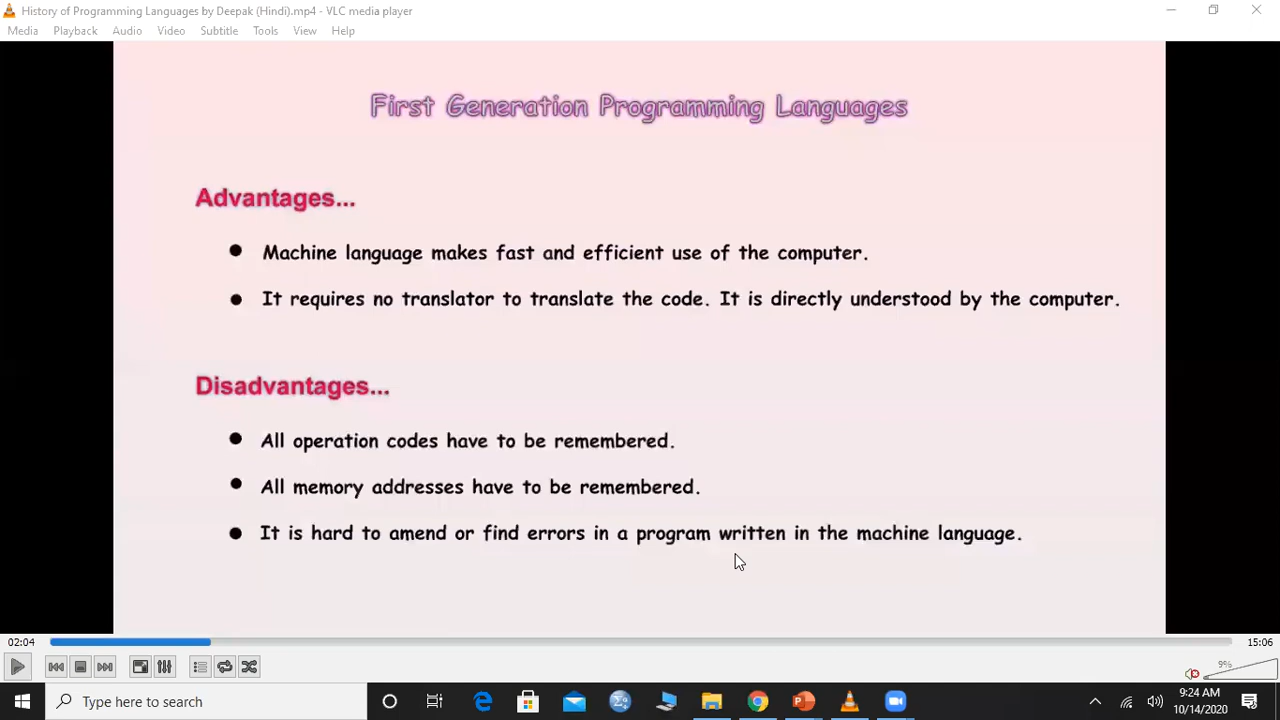 History of Programming Languages by Deepak (Hindi).mp4 - VLC media player
Media Playback Audio Video Subtitle Tools View Help
First Generation Programming Languages
Advantages...
● Machine language makes fast and efficient use of the computer.
● It requires no translator to translate the code. It is directly understood by the computer.
Disadvantages...
● All operation codes have to be remembered.
● All memory addresses have to be remembered.
● It is hard to amend or find errors in a program written in the machine language.
02:04 15:06
9%
Type here to search
9:24 AM
10/14/2020